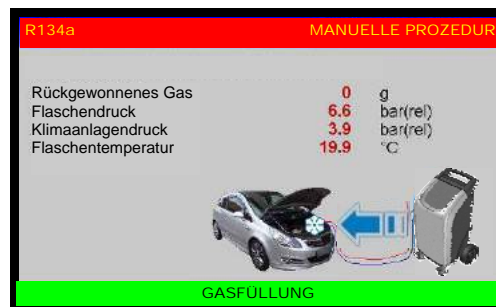 R134a MANUELLE PROZEDUR
Rückgewonnenes Gas 0 g
Flaschendruck 6.6 bar(rel)
Klimaanlagendruck 3.9 bar(rel)
Flaschentemperatur 19.9 °C
GASFÜLLUNG